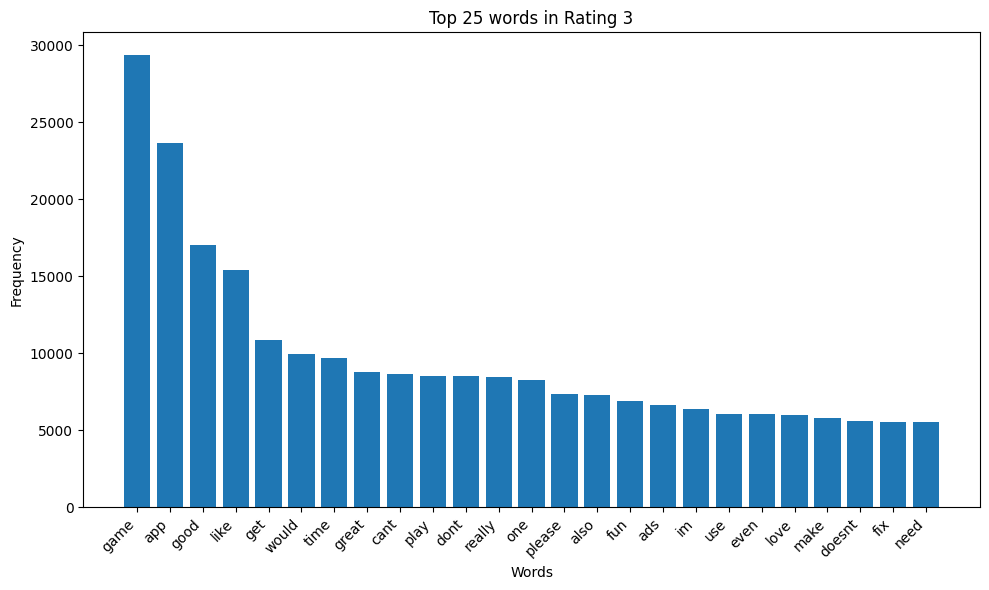 Top 25 words in Rating 3
Frequency
30000
25000
20000
15000
10000
5000
0
game
app
good
like
get
would
time
great
cant
play
dont
really
one
please
also
fun
ads
im
use
even
love
make
doesnt
fix
need
Words